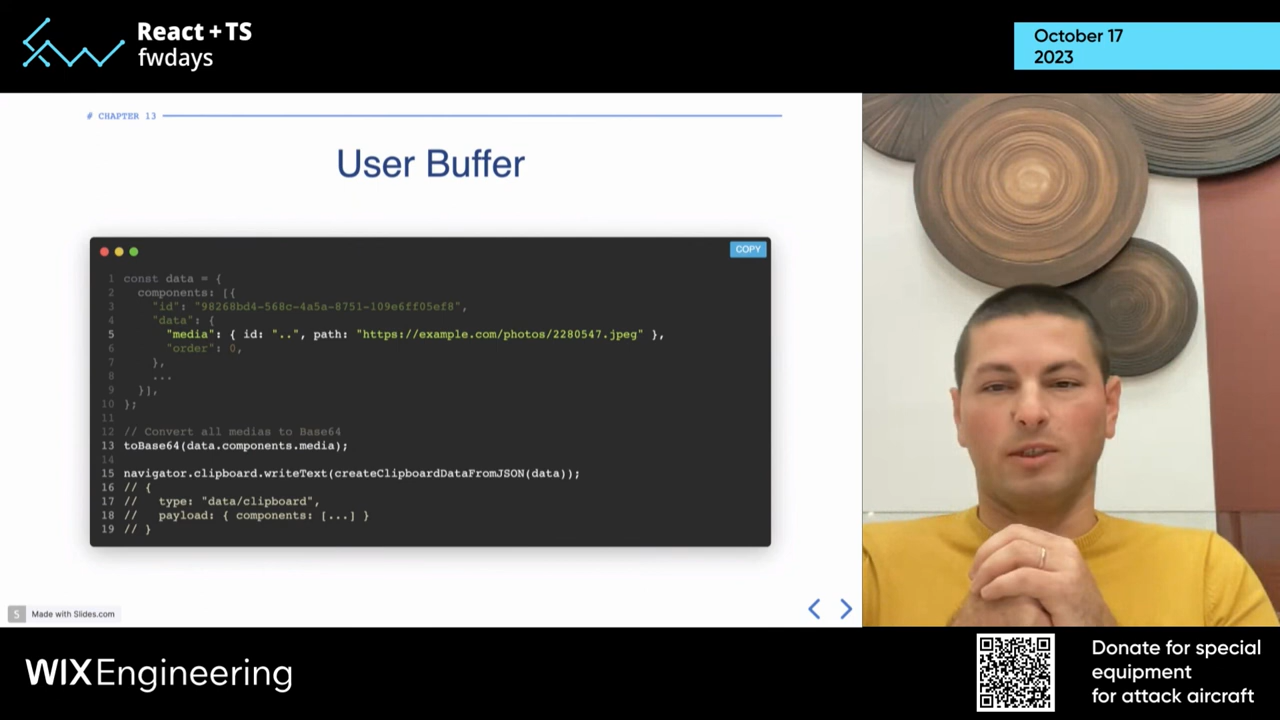 React + TS
fwdays
October 17
2023
# CHAPTER 13
User Buffer
COPY
1 const data = {
2 components: [{
3 "id": "98268bd4-568c-4a5a-8751-109e6ff05ef8",
4 "data": {
5 "media": { id: "..", path: "https://example.com/photos/2280547.jpeg" },
6 "order": 0,
7 },
8 ...
9 }],
10 };
11
12 // Convert all medias to Base64
13 toBase64(data.components.media);
14
15 navigator.clipboard.writeText(createClipboardDataFromJSON(data));
16 // {
17 // type: "data/clipboard",
18 // payload: { components: [...] }
19 // }
S Made with Slides.com
WIXEngineering
Donate for special
equipment
for attack aircraft